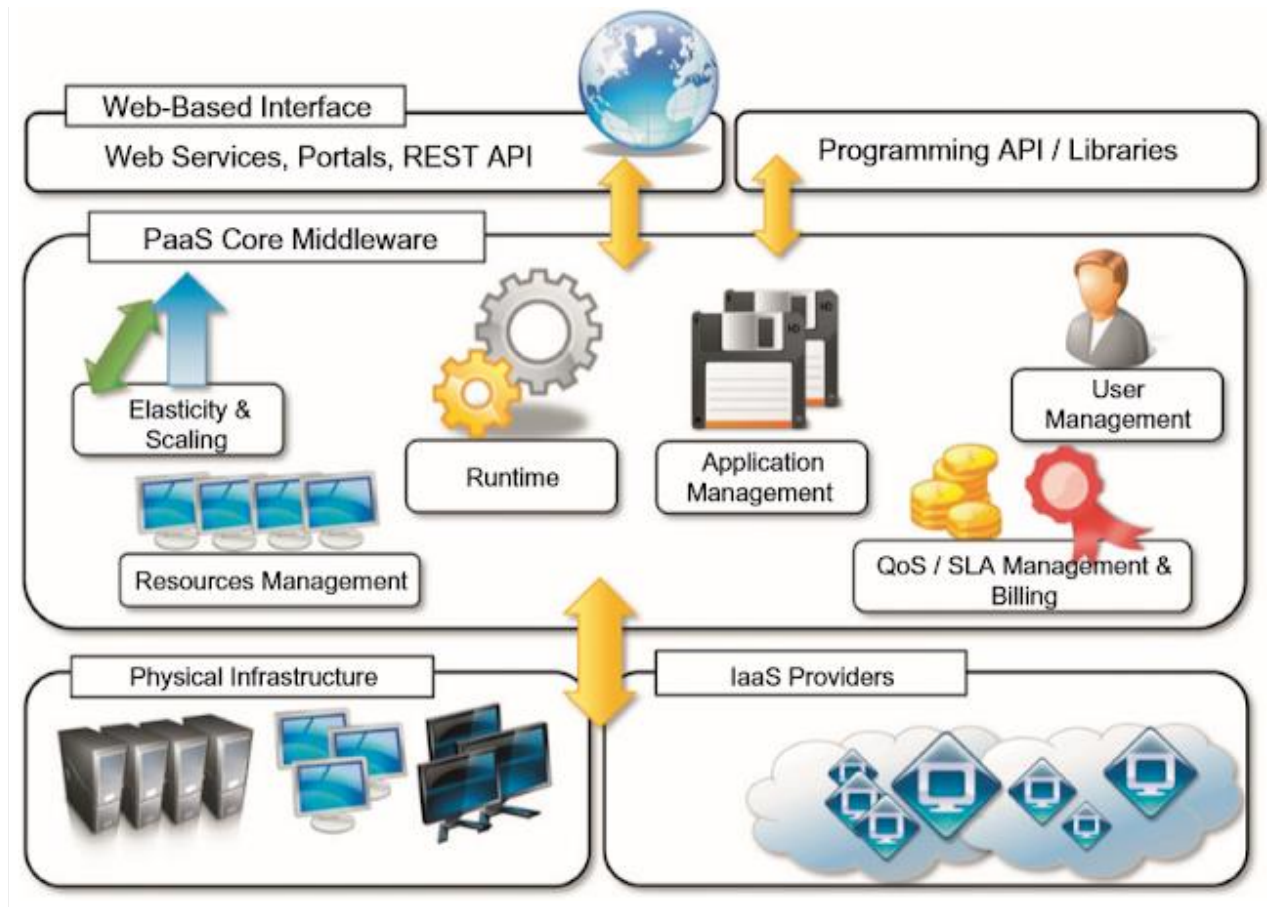 Web-Based Interface
Web Services, Portals, REST API
Programming API / Libraries
PaaS Core Middleware
Elasticity &
Scaling
Runtime
Application
Management
User
Management
Resources Management
QoS / SLA Management &
Billing
Physical Infrastructure
IaaS Providers